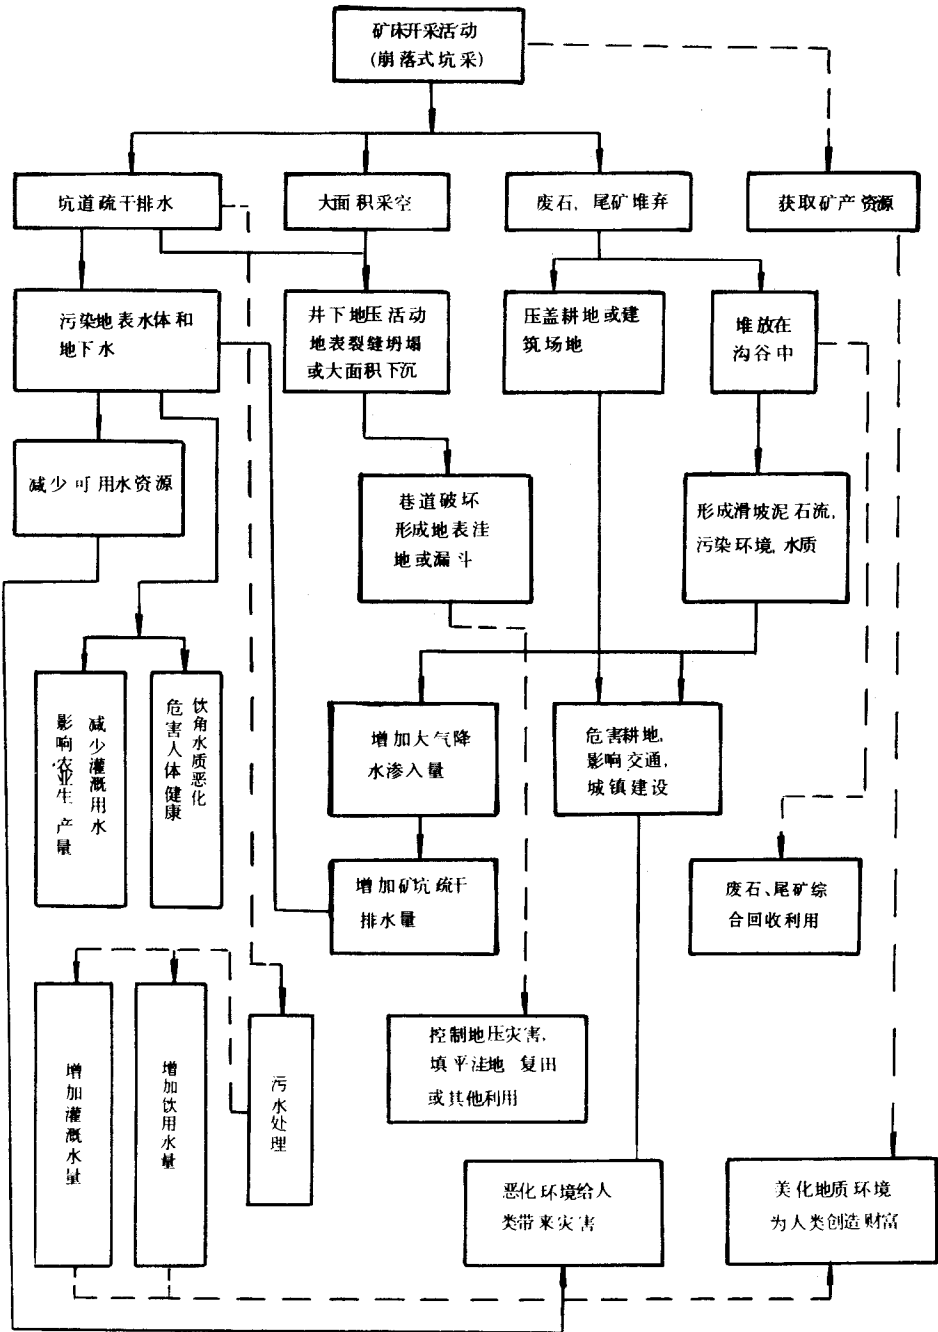 矿床开采活动
(崩落式坑采)
坑道疏干排水
大面积采空
废石,尾矿堆弃
获取矿产资源
污染地表水体和
地下水
井下地压活动
地表裂缝坍塌
或大面积下沉
压盖耕地或建
筑场地
堆放在
沟谷中
减少可用水资源
巷道破坏
形成地表洼
地或漏斗
形成滑坡泥石流,
污染环境,水质
减少灌溉用水
影响农业生产量
饮角水质恶化
危害人体健康
增加大气降
水渗入量
危害耕地,
影响交通,
城镇建设
增加矿坑疏干
排水量
废石、尾矿综
合回收利用
增加灌溉水量
增加饮用水量
污水处理
控制地压灾害,
填平洼地 复田
或其他利用
恶化环境给人
类带来灾害
美化地质环境
为人类创造财富